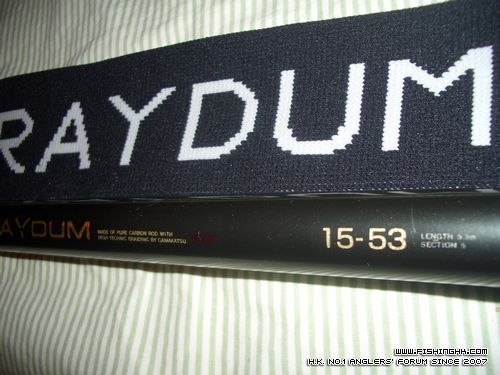 RAYDUM
AYDUM
MADE OF PURE CARBON ROD WITH
HIGH TECHNIC BRAIDING BY GAMAKATSU
15-53
LENGTH 5.3m
SECTION 5
WWW.FISHINGHK.COM
(H.K. NO.1 ANGLERS' FORUM SINCE 2007